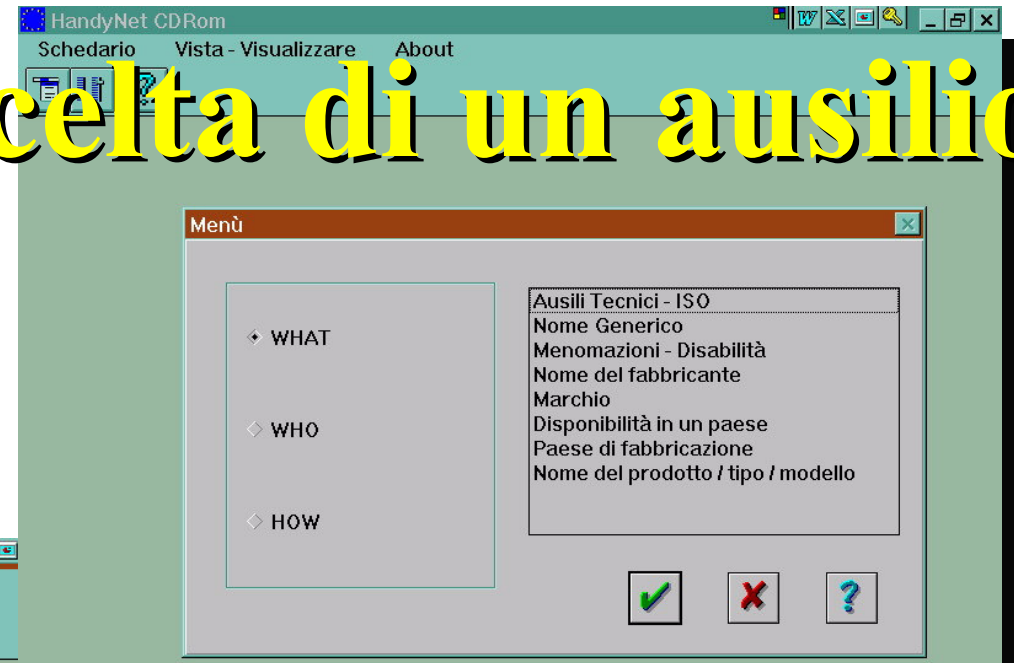 HandyNet CDRom
Schedario Vista - Visualizzare About
celta di un ausilio
Menù
WHAT
WHO
HOW
Ausili Tecnici - ISO
Nome Generico
Menomazioni - Disabilità
Nome del fabbricante
Marchio
Disponibilità in un paese
Paese di fabbricazione
Nome del prodotto / tipo / modello